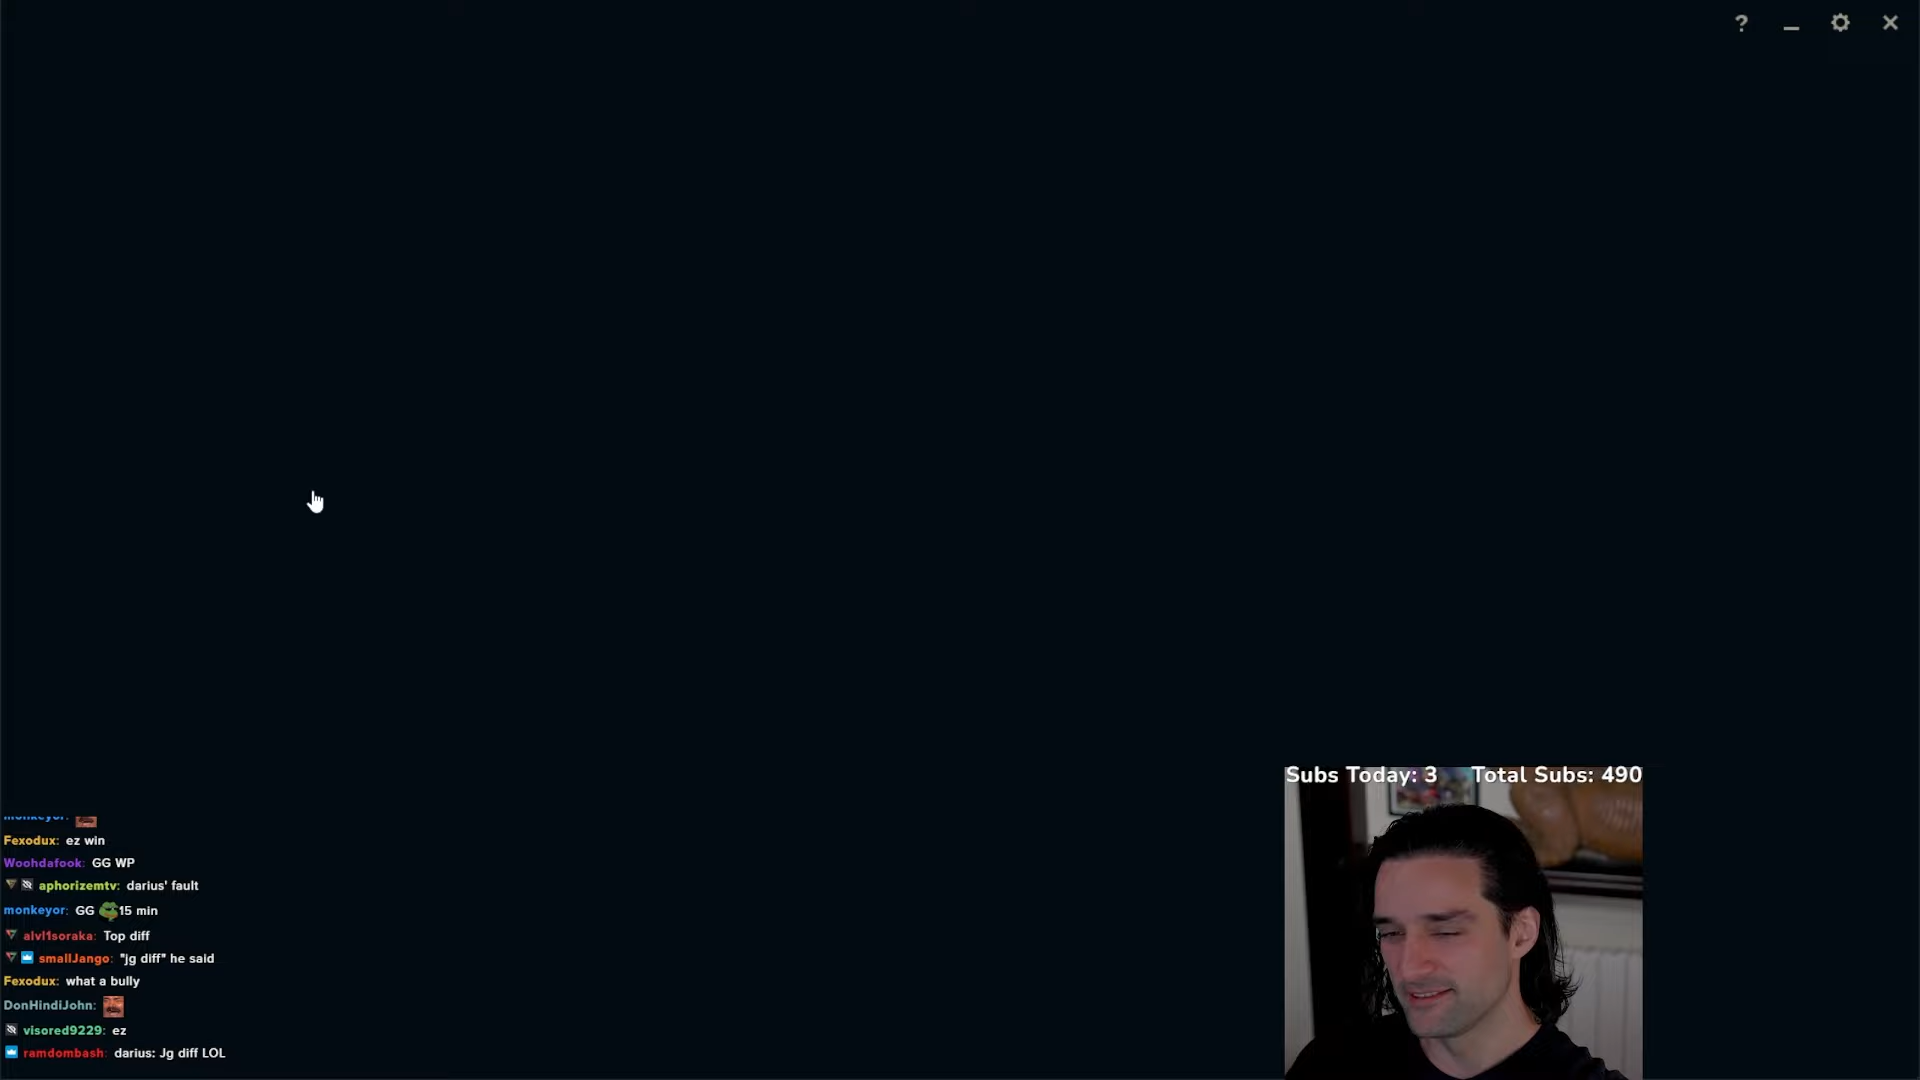 ?
Subs Today: 3 Total Subs: 490
monkeyor:
Fexodux: ez win
Woohdafook: GG WP
aphorizemtv: darius' fault
monkeyor: GG 15 min
alvl1soraka: Top diff
smallJango: "jg diff" he said
Fexodux: what a bully
DonHindiJohn:
visored9229: ez
ramdombash: darius: Jg diff LOL